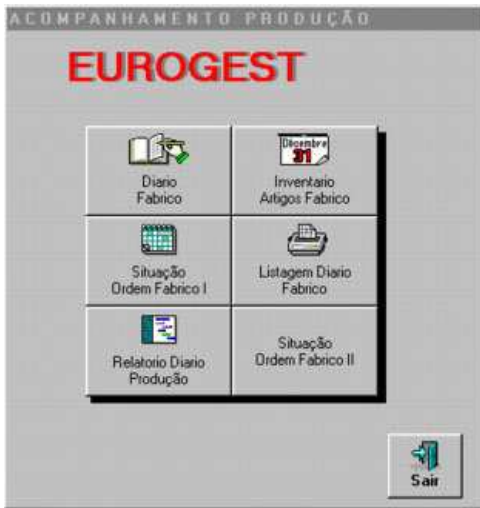 ACOMPANHAMENTO PRODUÇÃO
EUROGEST
Décembre
31
Diario
Fabrico
Inventario
Artigos Fabrico
Situação
Ordem Fabrico I
Listagem Diario
Fabrico
Relatorio Diario
Produção
Situação
Ordem Fabrico II
Sair